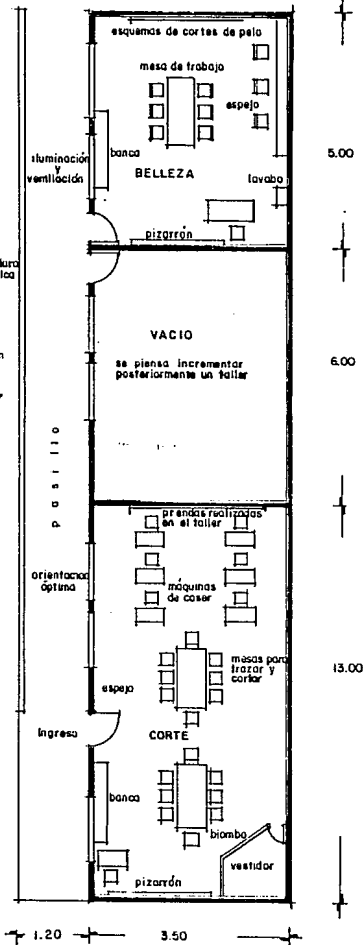 esquemas de cortes de pelo
mesa de trabajo
espejo
banca
iluminación
y
ventilación
BELLEZA
lavabo
5.00
pizarrón
VACIO
6.00
se piensa incrementar
posteriormente un taller
pasillo
prendas realizadas
en el taller
orientación
óptima
máquinas
de coser
mesas para
trazar y
cortar
13.00
espejo
Ingreso
CORTE
banca
biombo
vestidor
pizarrón
1.20
3.50